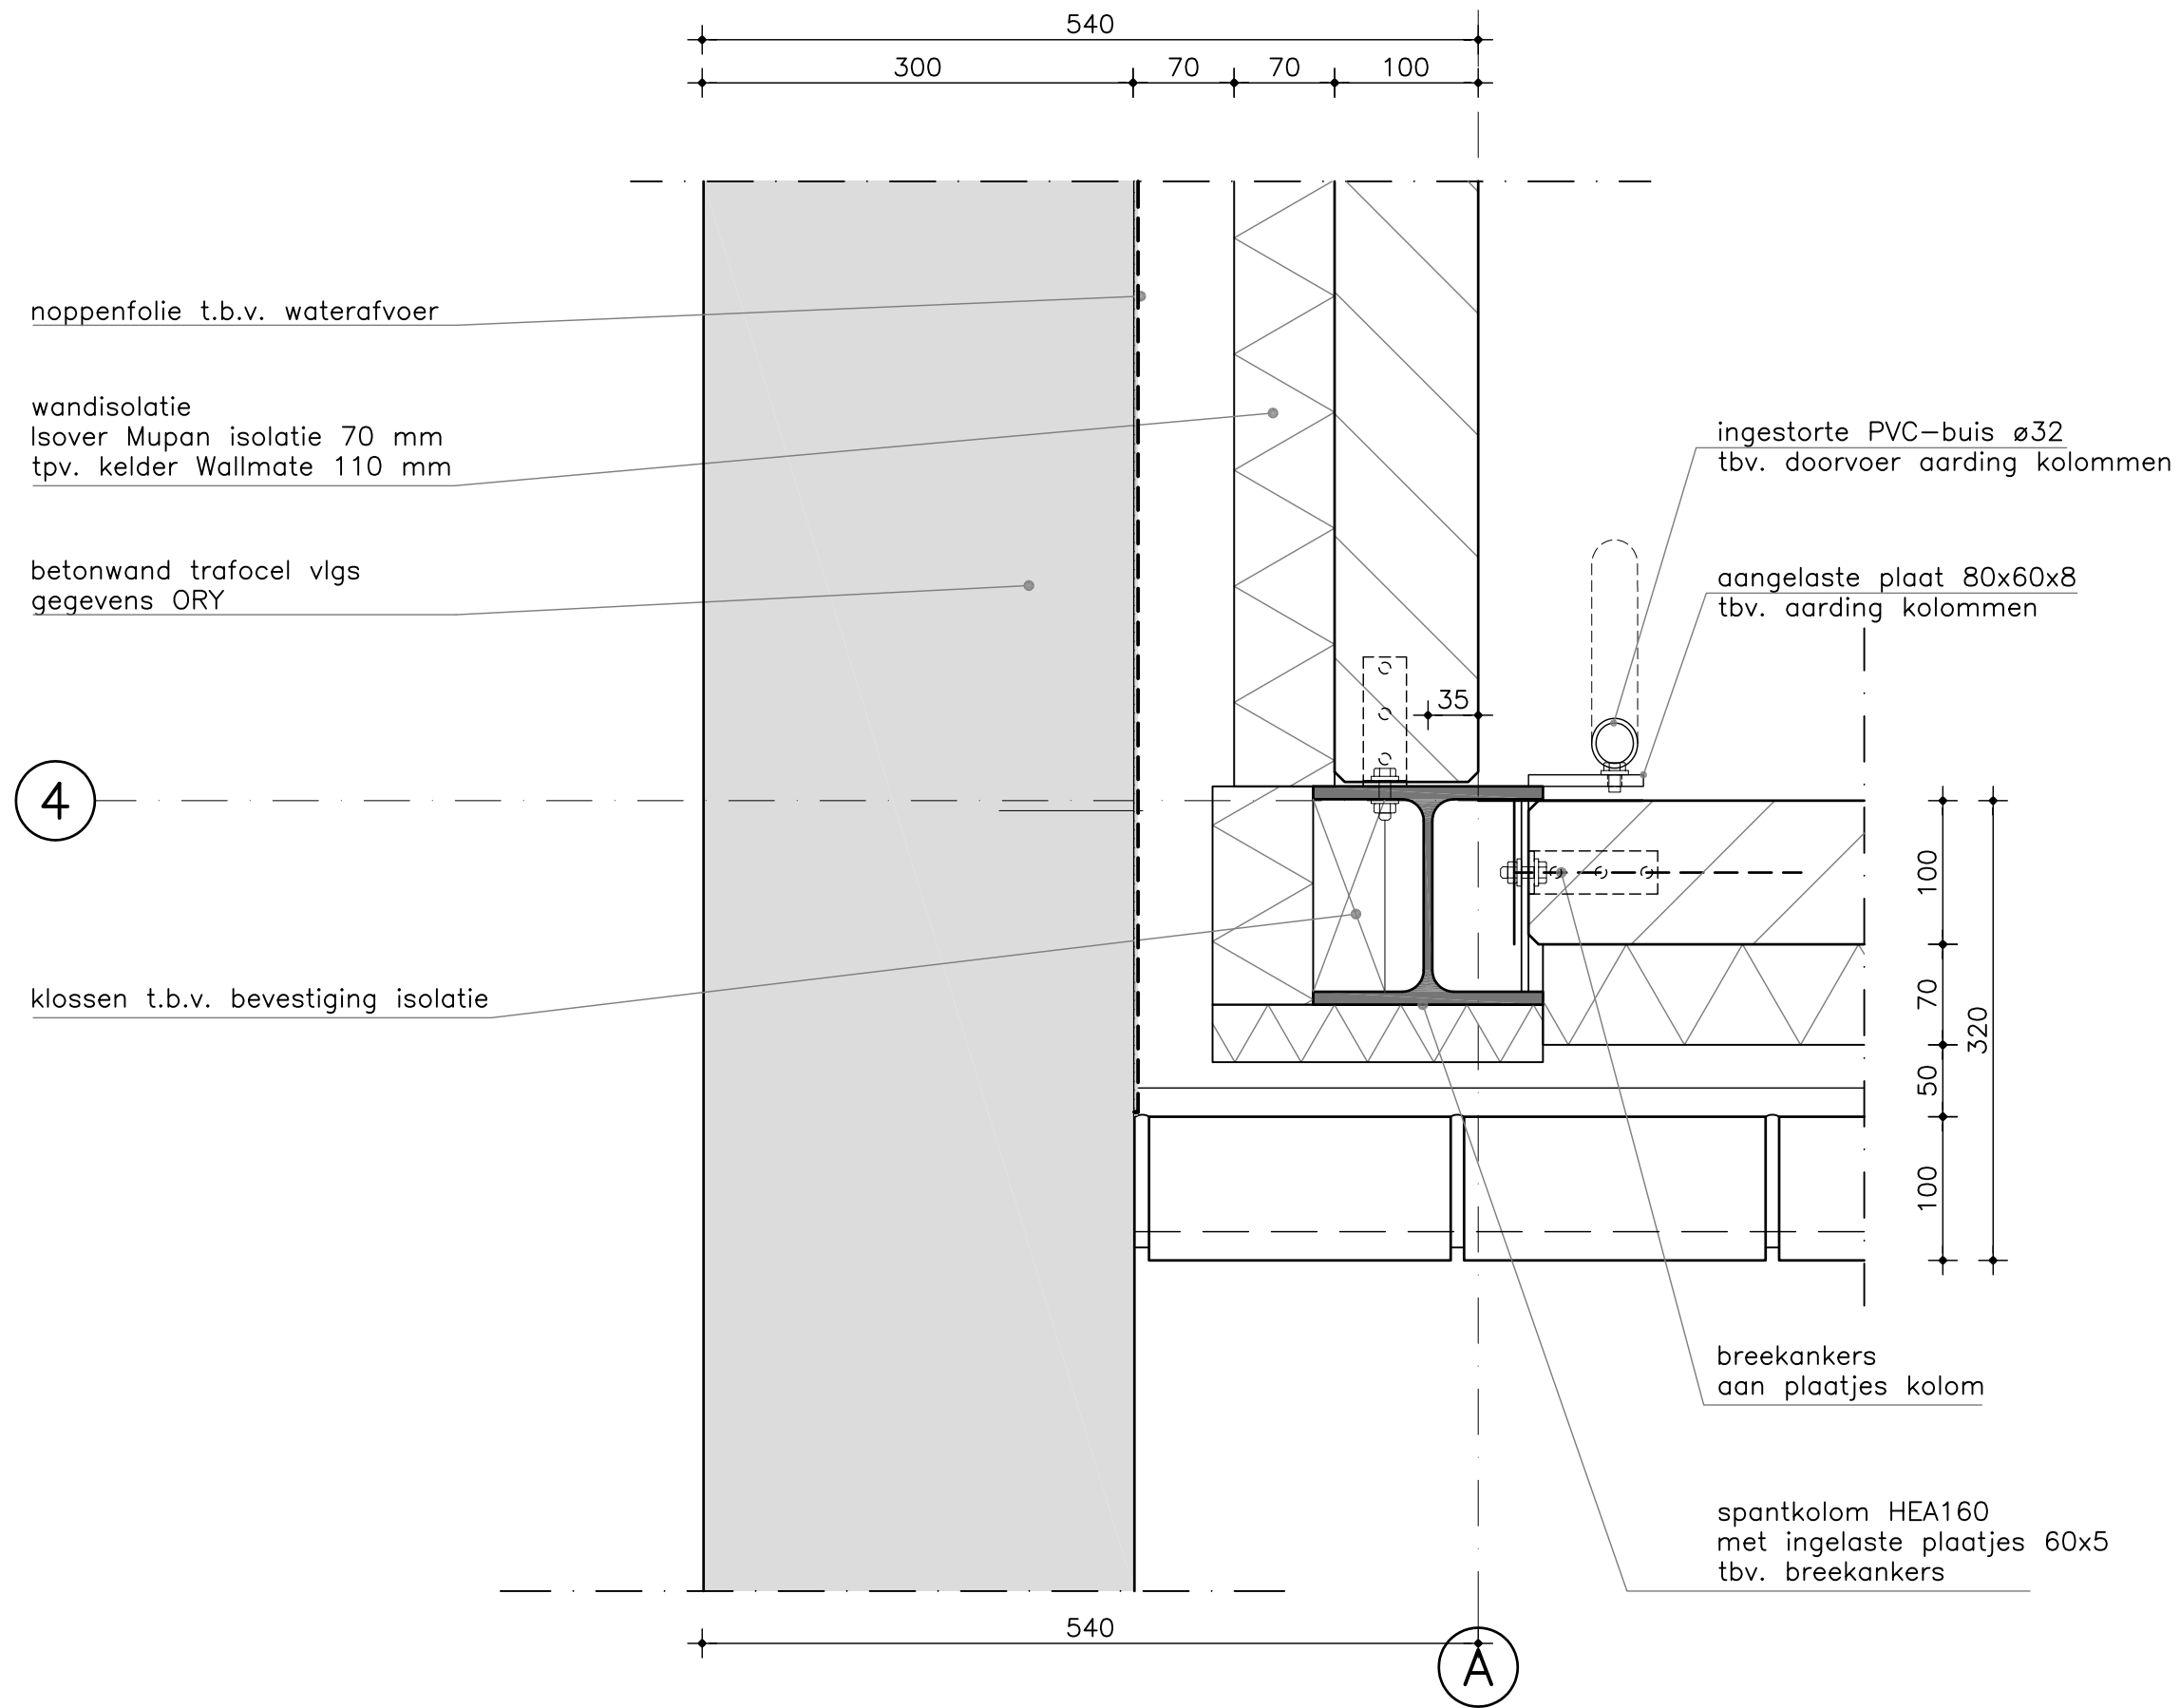 540
300
70
70
100
noppenfolie t.b.v. waterafvoer
wandisolatie
Isover Mupan isolatie 70 mm
tpv. kelder Wallmate 110 mm
betonwand trafocel vlgs
gegevens ORY
klossen t.b.v. bevestiging isolatie
4
35
ingestorte PVC-buis ø32
tbv. doorvoer aarding kolommen
aangelaste plaat 80x60x8
tbv. aarding kolommen
100
70
50
100
320
breekankers
aan plaatjes kolom
spantkolom HEA160
met ingelaste plaatjes 60x5
tbv. breekankers
540
A